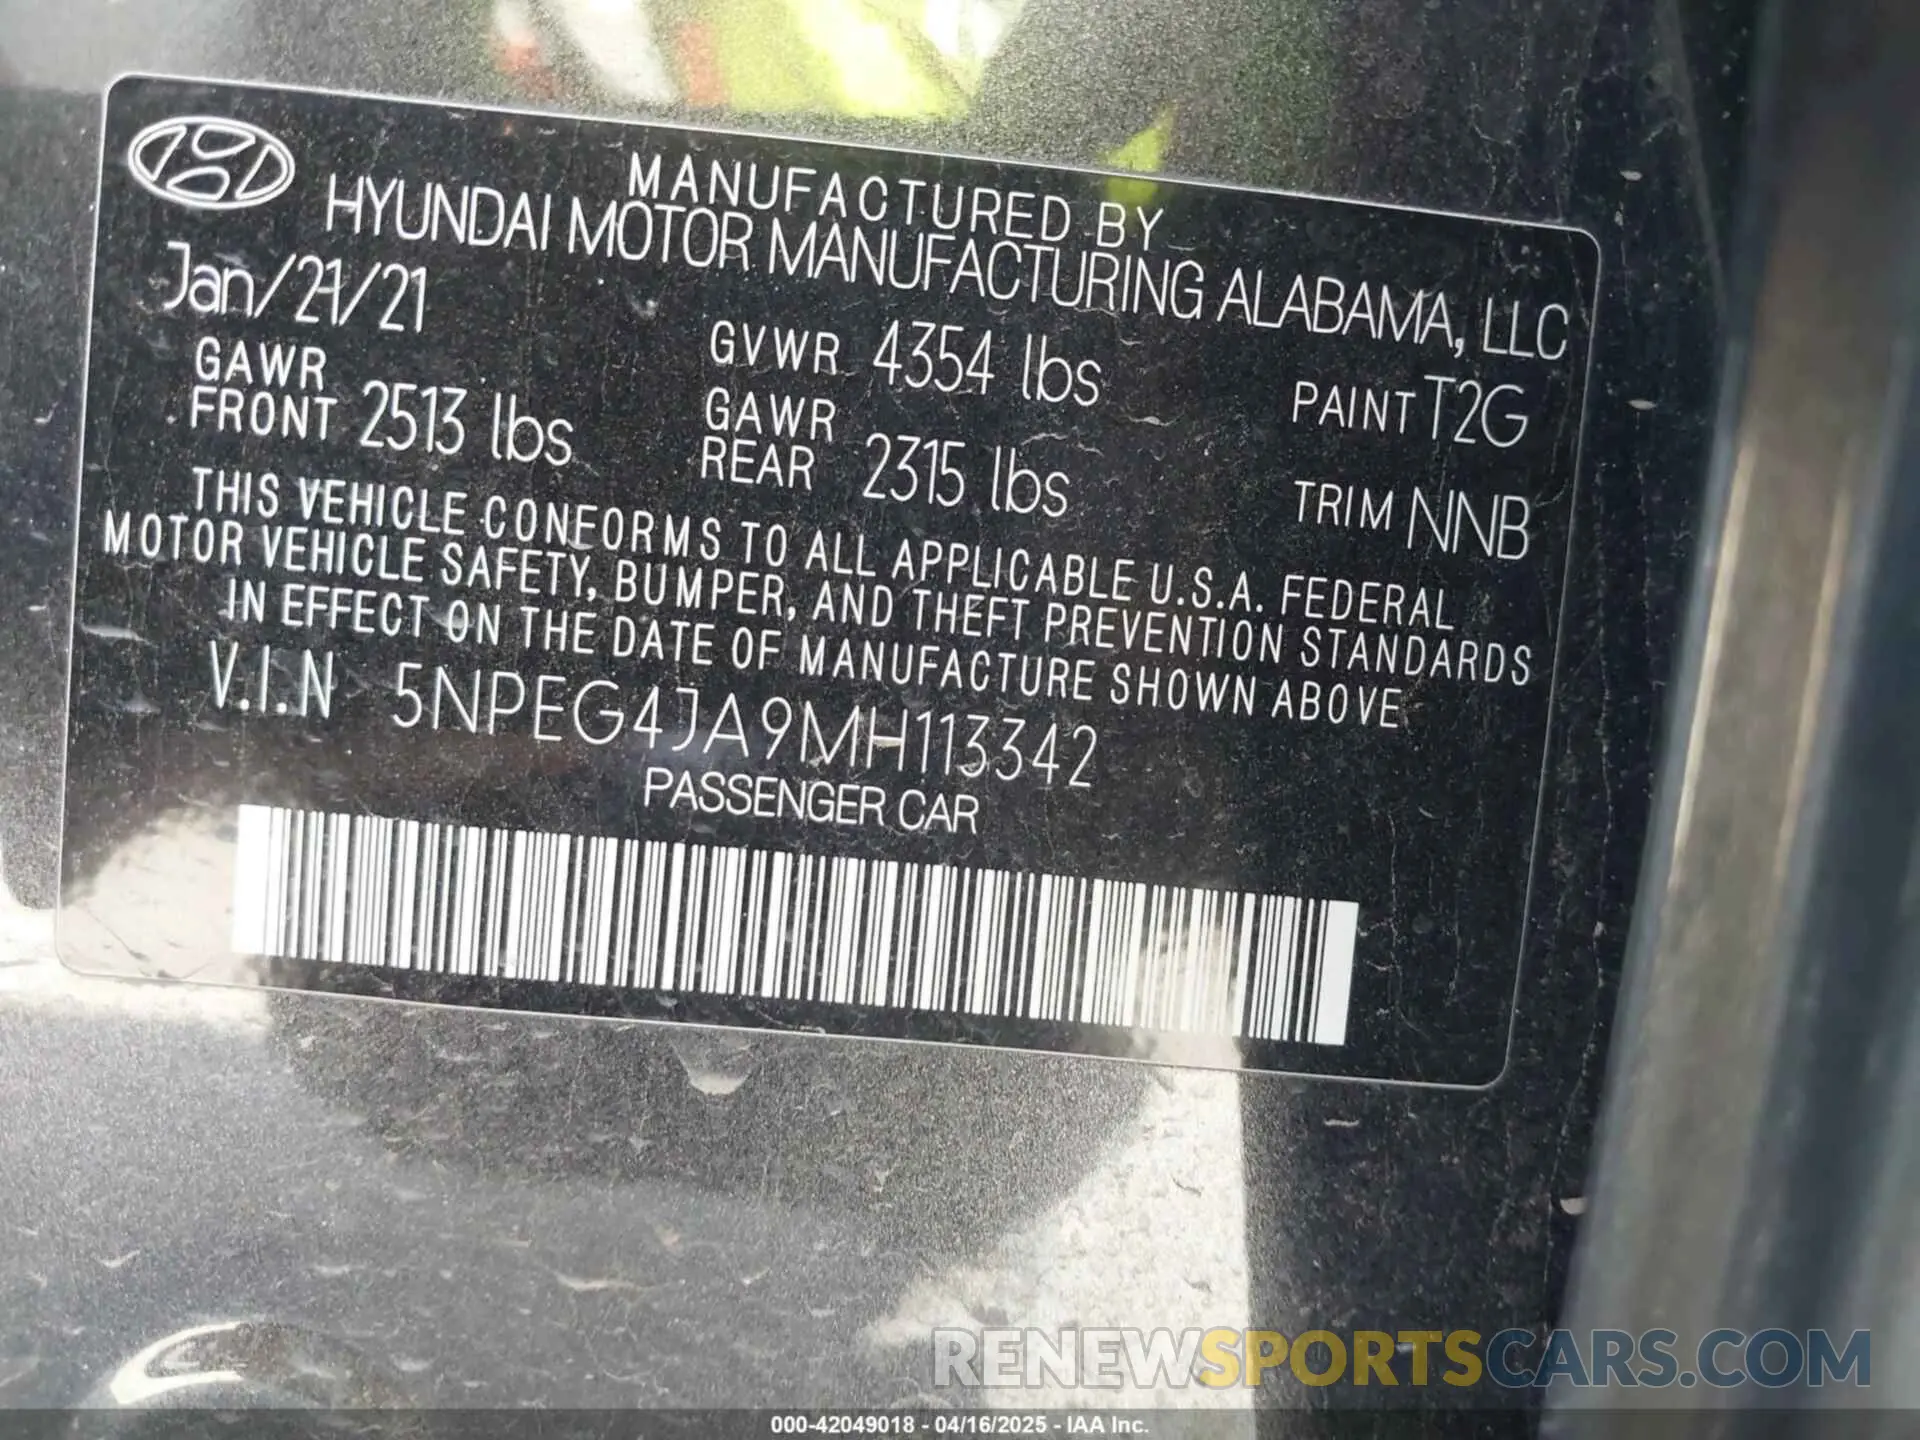 MANUFACTURED BY
HYUNDAI MOTOR MANUFACTURING ALABAMA, LLC
Jan/21/21
GVWR 4354 lbs
PAINT T2G
GAWR
FRONT 2513 lbs
GAWR
REAR 2315 lbs
TRIM NNB
THIS VEHICLE CONFORMS TO ALL APPLICABLE U.S.A. FEDERAL
MOTOR VEHICLE SAFETY, BUMPER, AND THEFT PREVENTION STANDARDS
IN EFFECT ON THE DATE OF MANUFACTURE SHOWN ABOVE
V.I.N 5NPEG4JA9MH113342
PASSENGER CAR
RENEWSPORTSCARS.COM
000-42049018 - 04/16/2025 - IAA Inc.